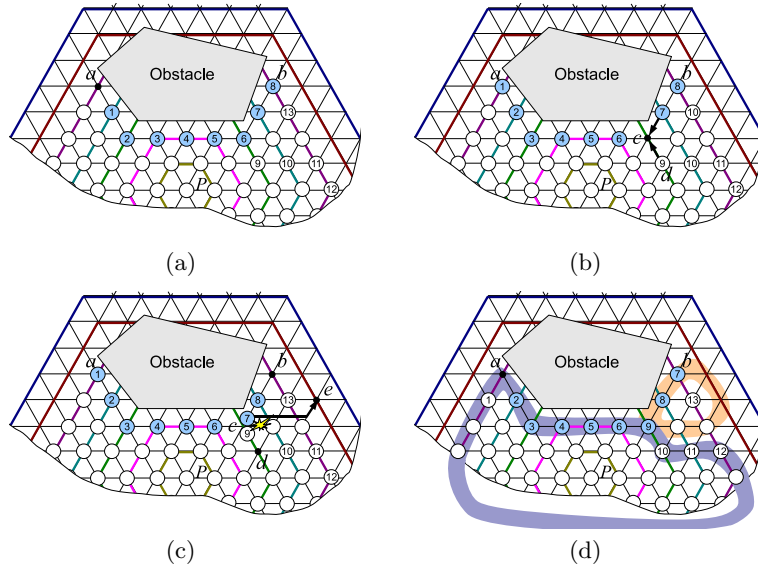 a Obstacle b
8
1 7 13
2 3 4 5 6
9 10 11
P 12
(a)
a Obstacle b
1 8
2 7 10
3 4 5 6 c
9 11 13
P d 12
(b)
a Obstacle b e
1
2 8 13
7
3 4 5 6 c
9 10 11
P d 12
(c)
a Obstacle b
7
1 8 13
2 3 4 5 6 9
10 11 12
P
(d)